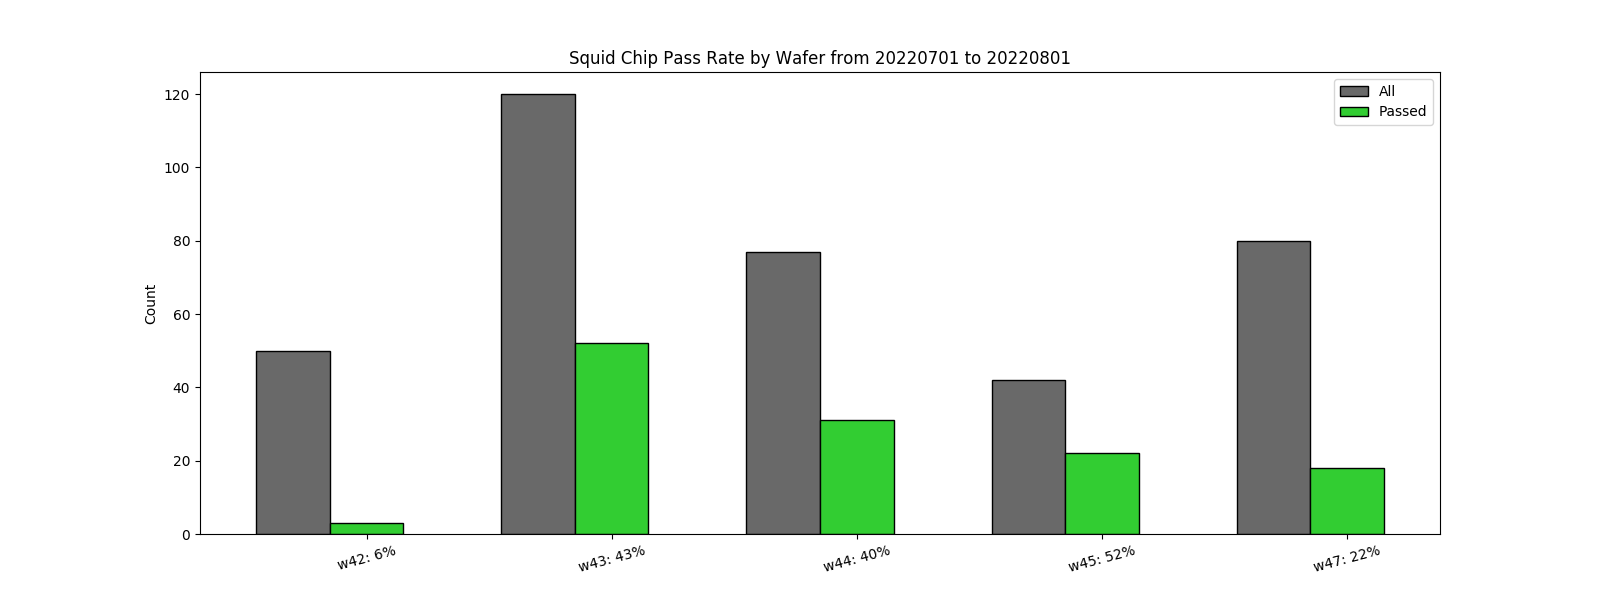 Squid Chip Pass Rate by Wafer from 20220701 to 20220801
All
Passed
120
100
80
60
40
20
0
Count
w42: 6%
w43: 43%
w44: 40%
w45: 52%
w47: 22%